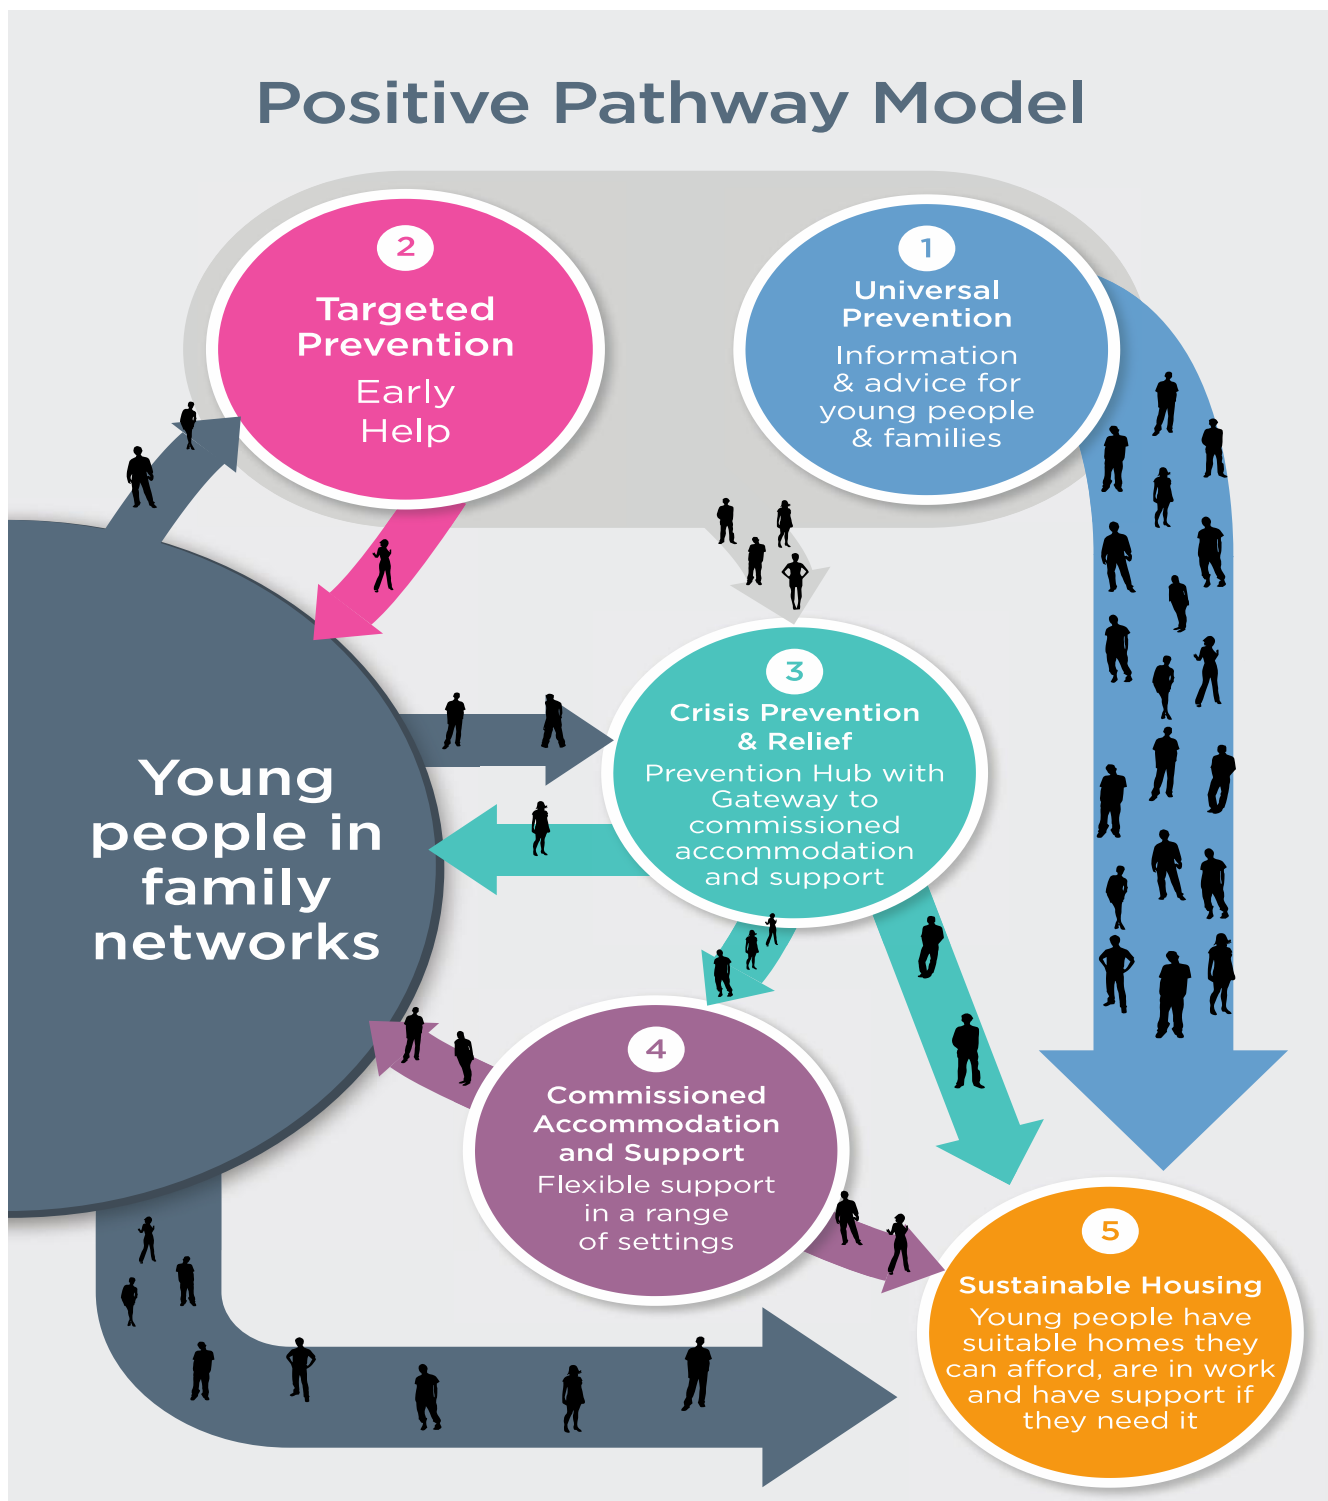 Positive Pathway Model
2
Targeted
Prevention
Early
Help
1
Universal
Prevention
Information
& advice for
young people
& families
3
Crisis Prevention
& Relief
Prevention Hub with
Gateway to
commissioned
accommodation
and support
Young
people in
family
networks
4
Commissioned
Accommodation
and Support
Flexible support
in a range
of settings
5
Sustainable Housing
Young people have
suitable homes they
can afford, are in work
and have support if
they need it